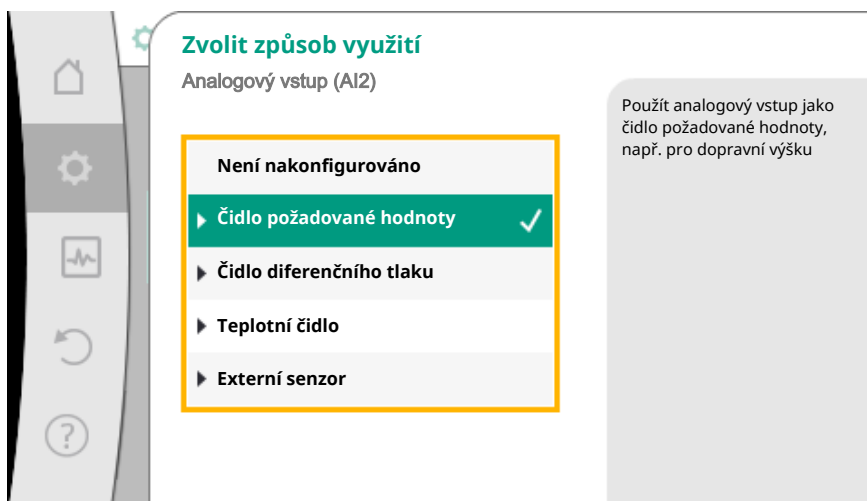 Zvolit způsob využití
Analogový vstup (AI2)
Není nakonfigurováno
Čidlo požadované hodnoty
Čidlo diferenčního tlaku
Teplotní čidlo
Externí senzor
Použít analogový vstup jako
čidlo požadované hodnoty,
např. pro dopravní výšku